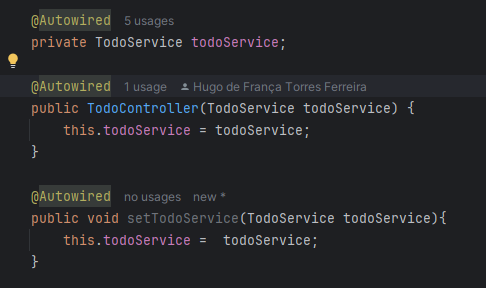 @Autowired 5 usages
private TodoService todoService;
@Autowired 1 usage Hugo de França Torres Ferreira
public TodoController(TodoService todoService) {
this.todoService = todoService;
}
@Autowired no usages new *
public void setTodoService(TodoService todoService){
this.todoService =  todoService;
}